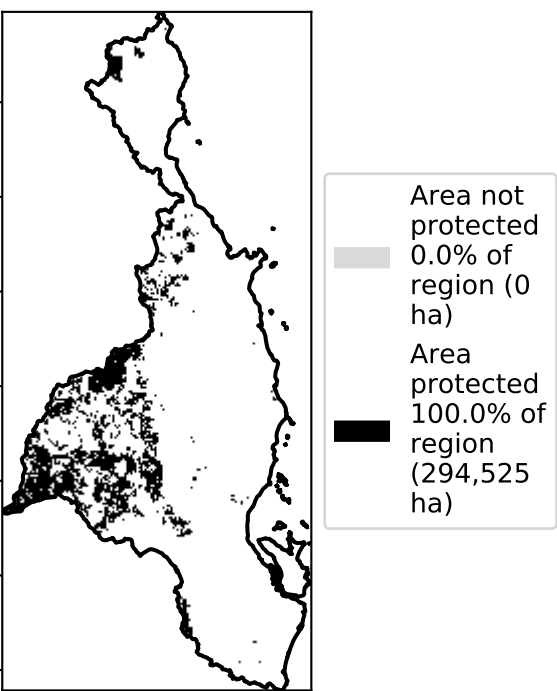 Area not
protected
0.0% of
region (0
ha)
Area
protected
100.0% of
region
(294,525
ha)